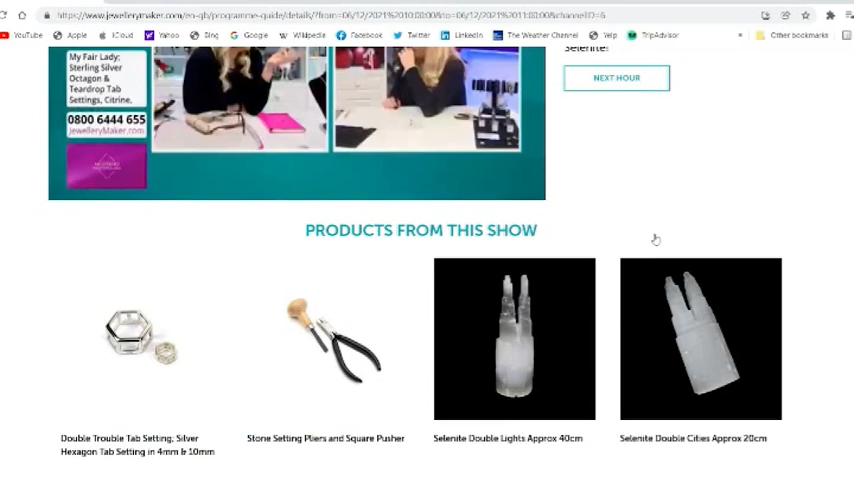 https://www.jewellerymaker.com/en-gb/programme-guide/details/?from=06/12/2021%2010:00:00&to=06/12/2021%2011:00:00&channelID=6
YouTube Apple iCloud Yahoo Bing Google Wikipedia Facebook Twitter LinkedIn The Weather Channel Yelp TripAdvisor » Other bookmarks
Selenite!
My Fair Lady;
Sterling Silver
Octagon &
Teardrop Tab
Settings, Citrine,
NEXT HOUR
0800 6444 655
JewelleryMaker.com
PRODUCTS FROM THIS SHOW
Double Trouble Tab Setting; Silver
Hexagon Tab Setting in 4mm & 10mm
Stone Setting Pliers and Square Pusher
Selenite Double Lights Approx 40cm
Selenite Double Cities Approx 20cm